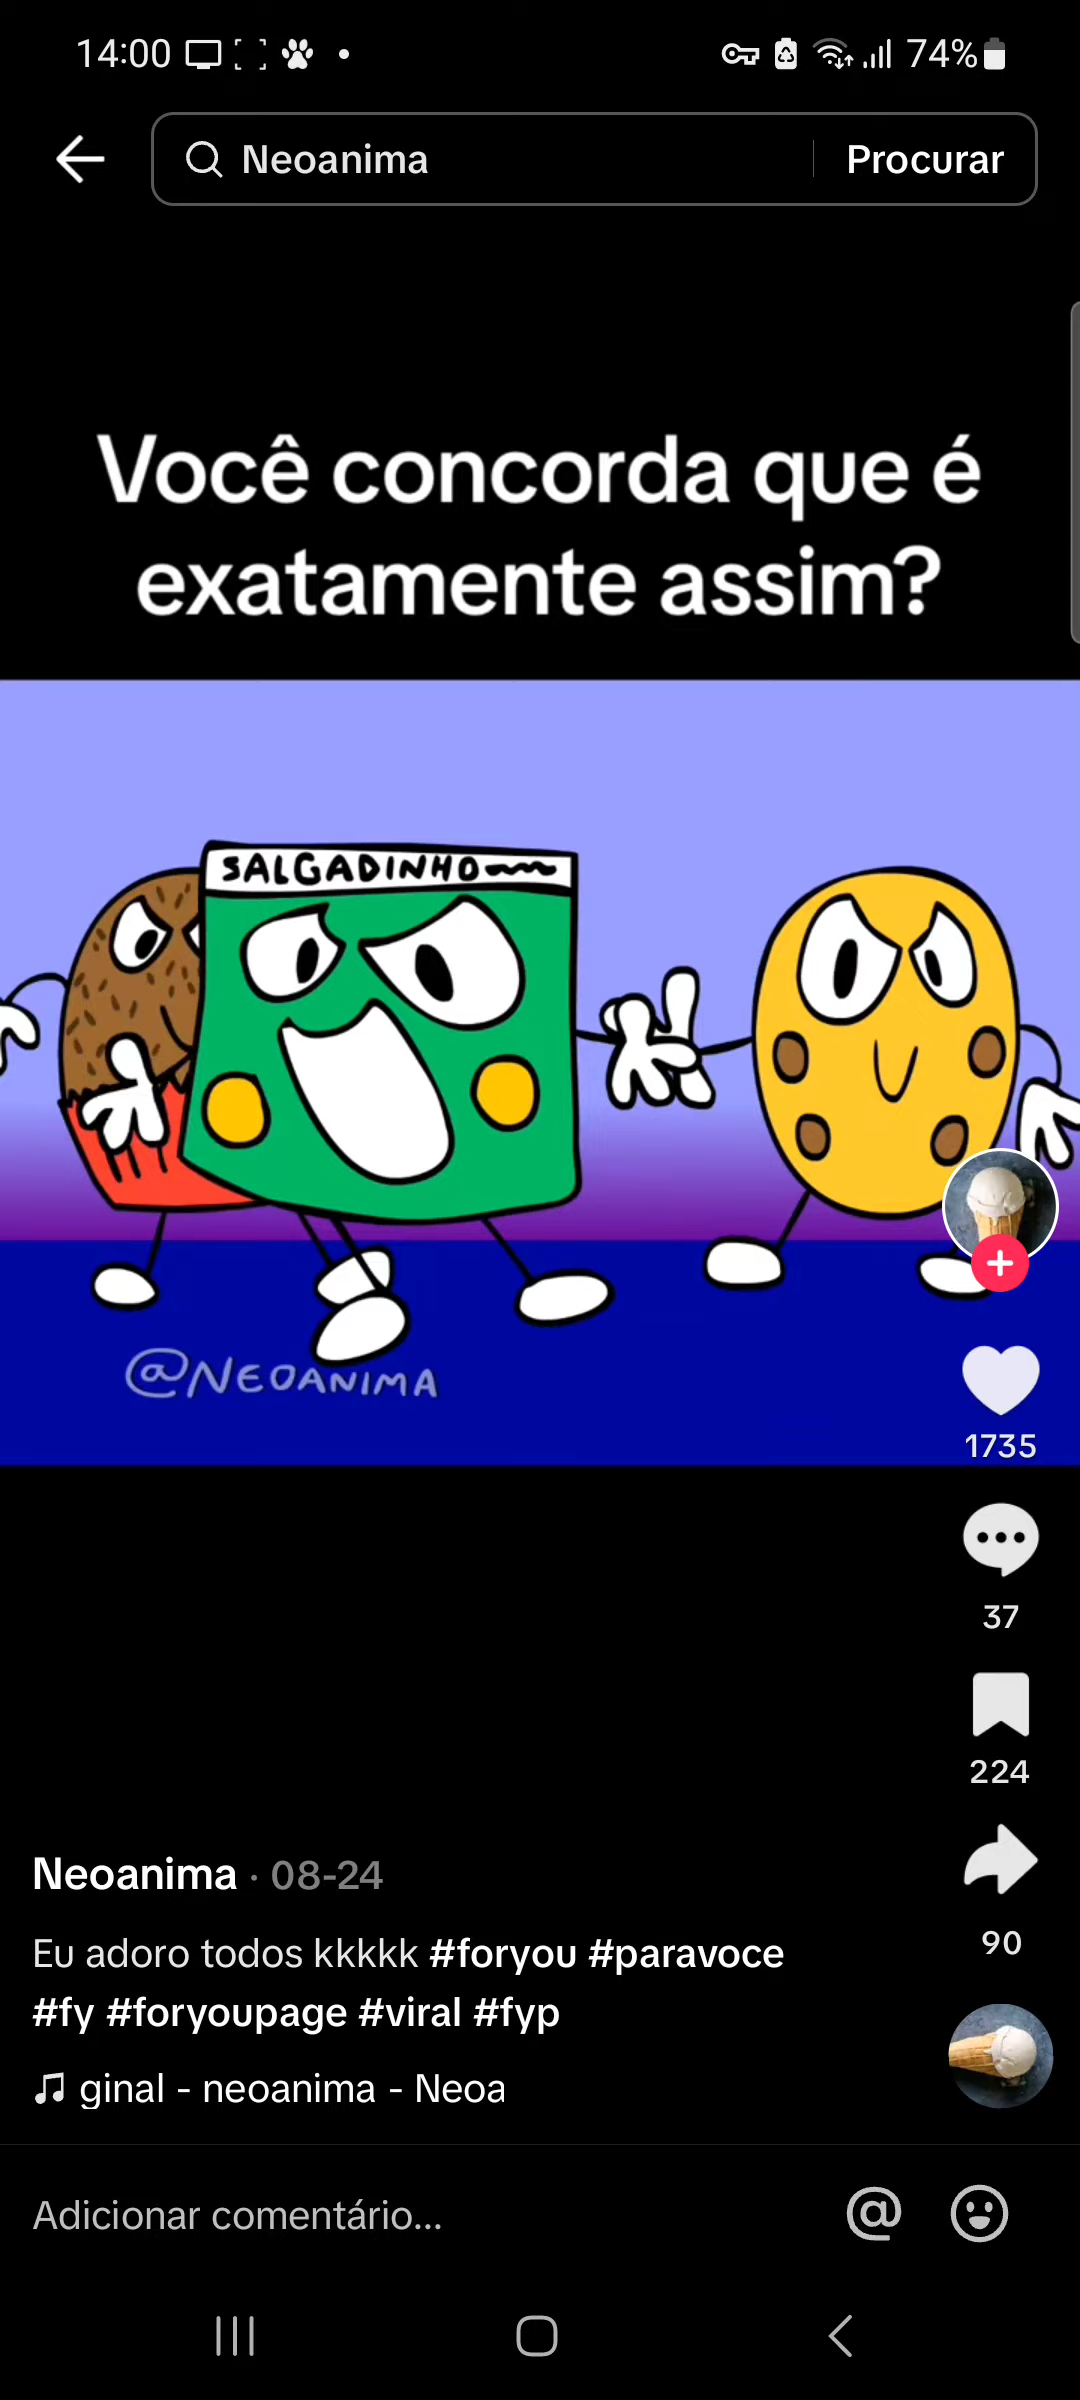 14:00
74%
Neoanima
Procurar
Você concorda que é
exatamente assim?
SALGADINHO
@NEOANIMA
1735
37
224
90
Neoanima · 08-24
Eu adoro todos kkkkk #foryou #paravoce
#fy #foryoupage #viral #fyp
ginal - neoanima - Neoa
Adicionar comentário...